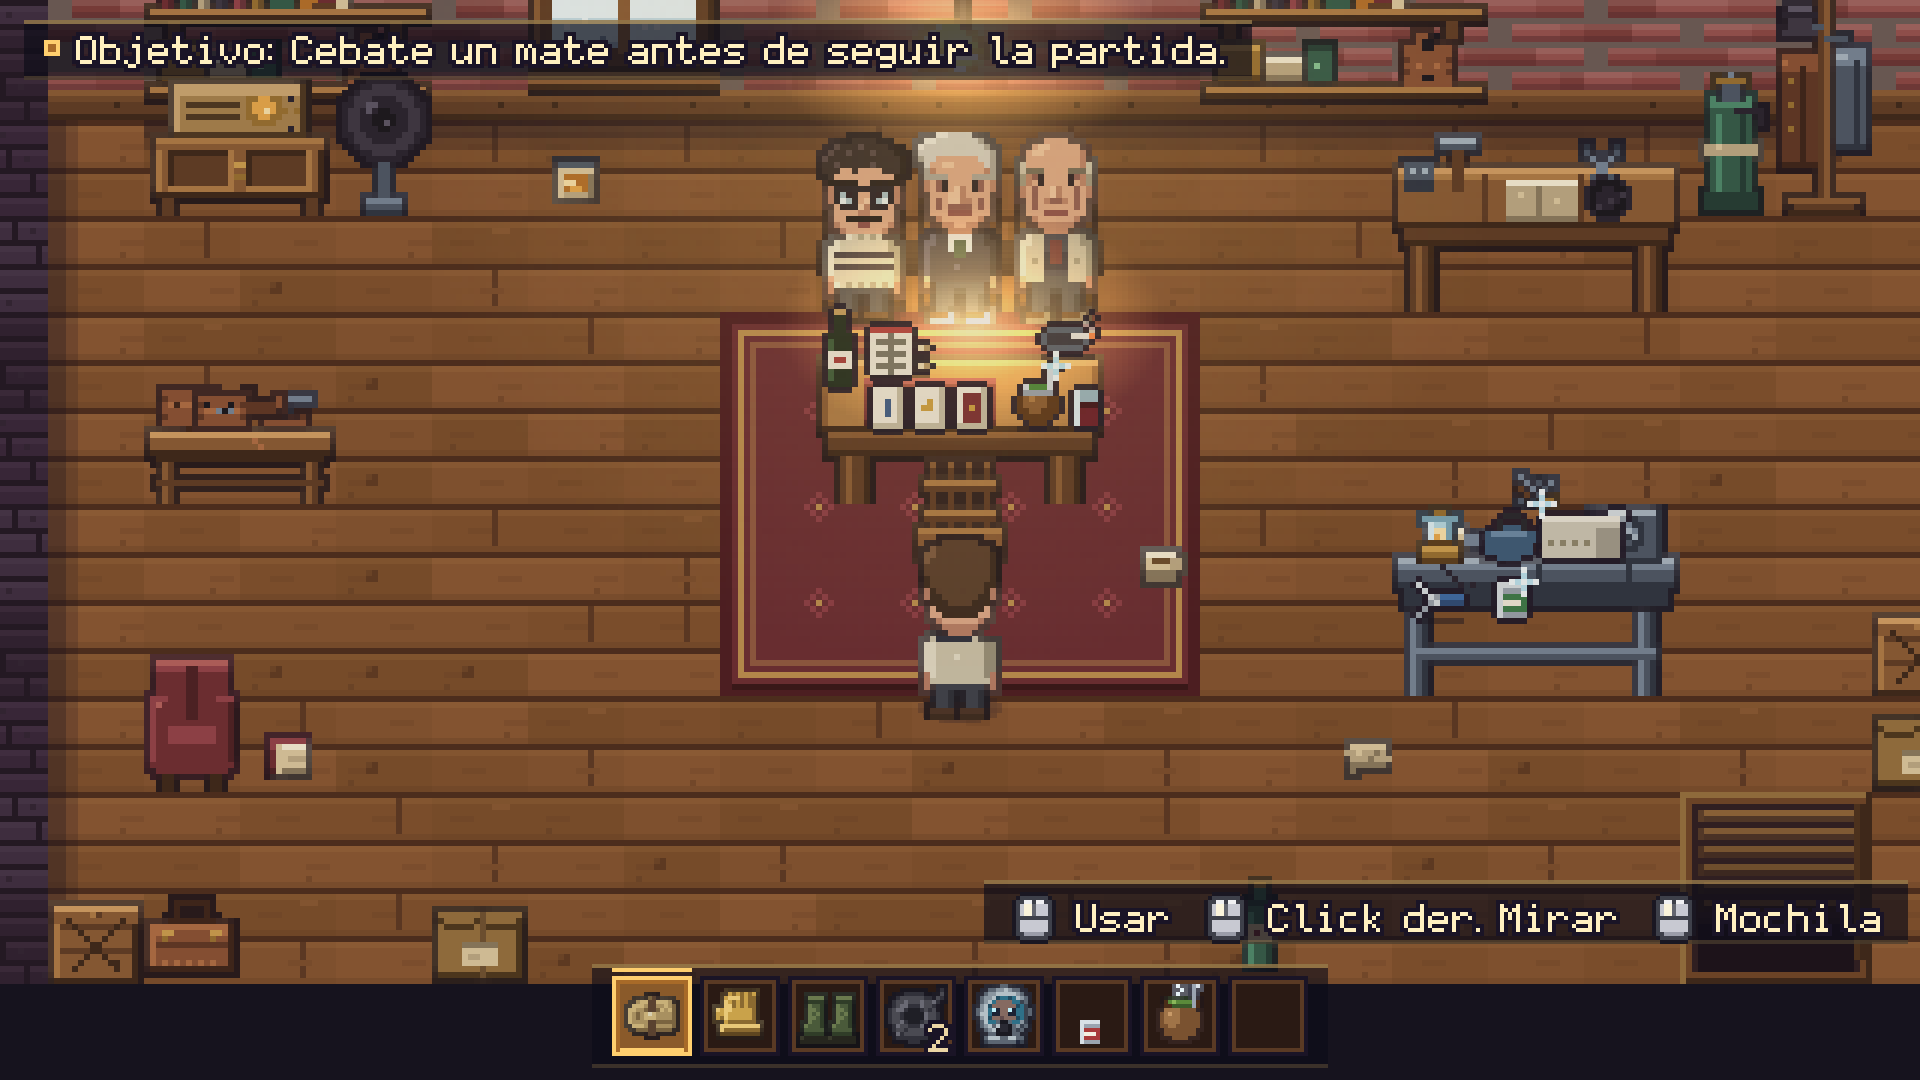 Objetivo: Cebate un mate antes de seguir la partida.
Usar Click der. Mirar Mochila
2